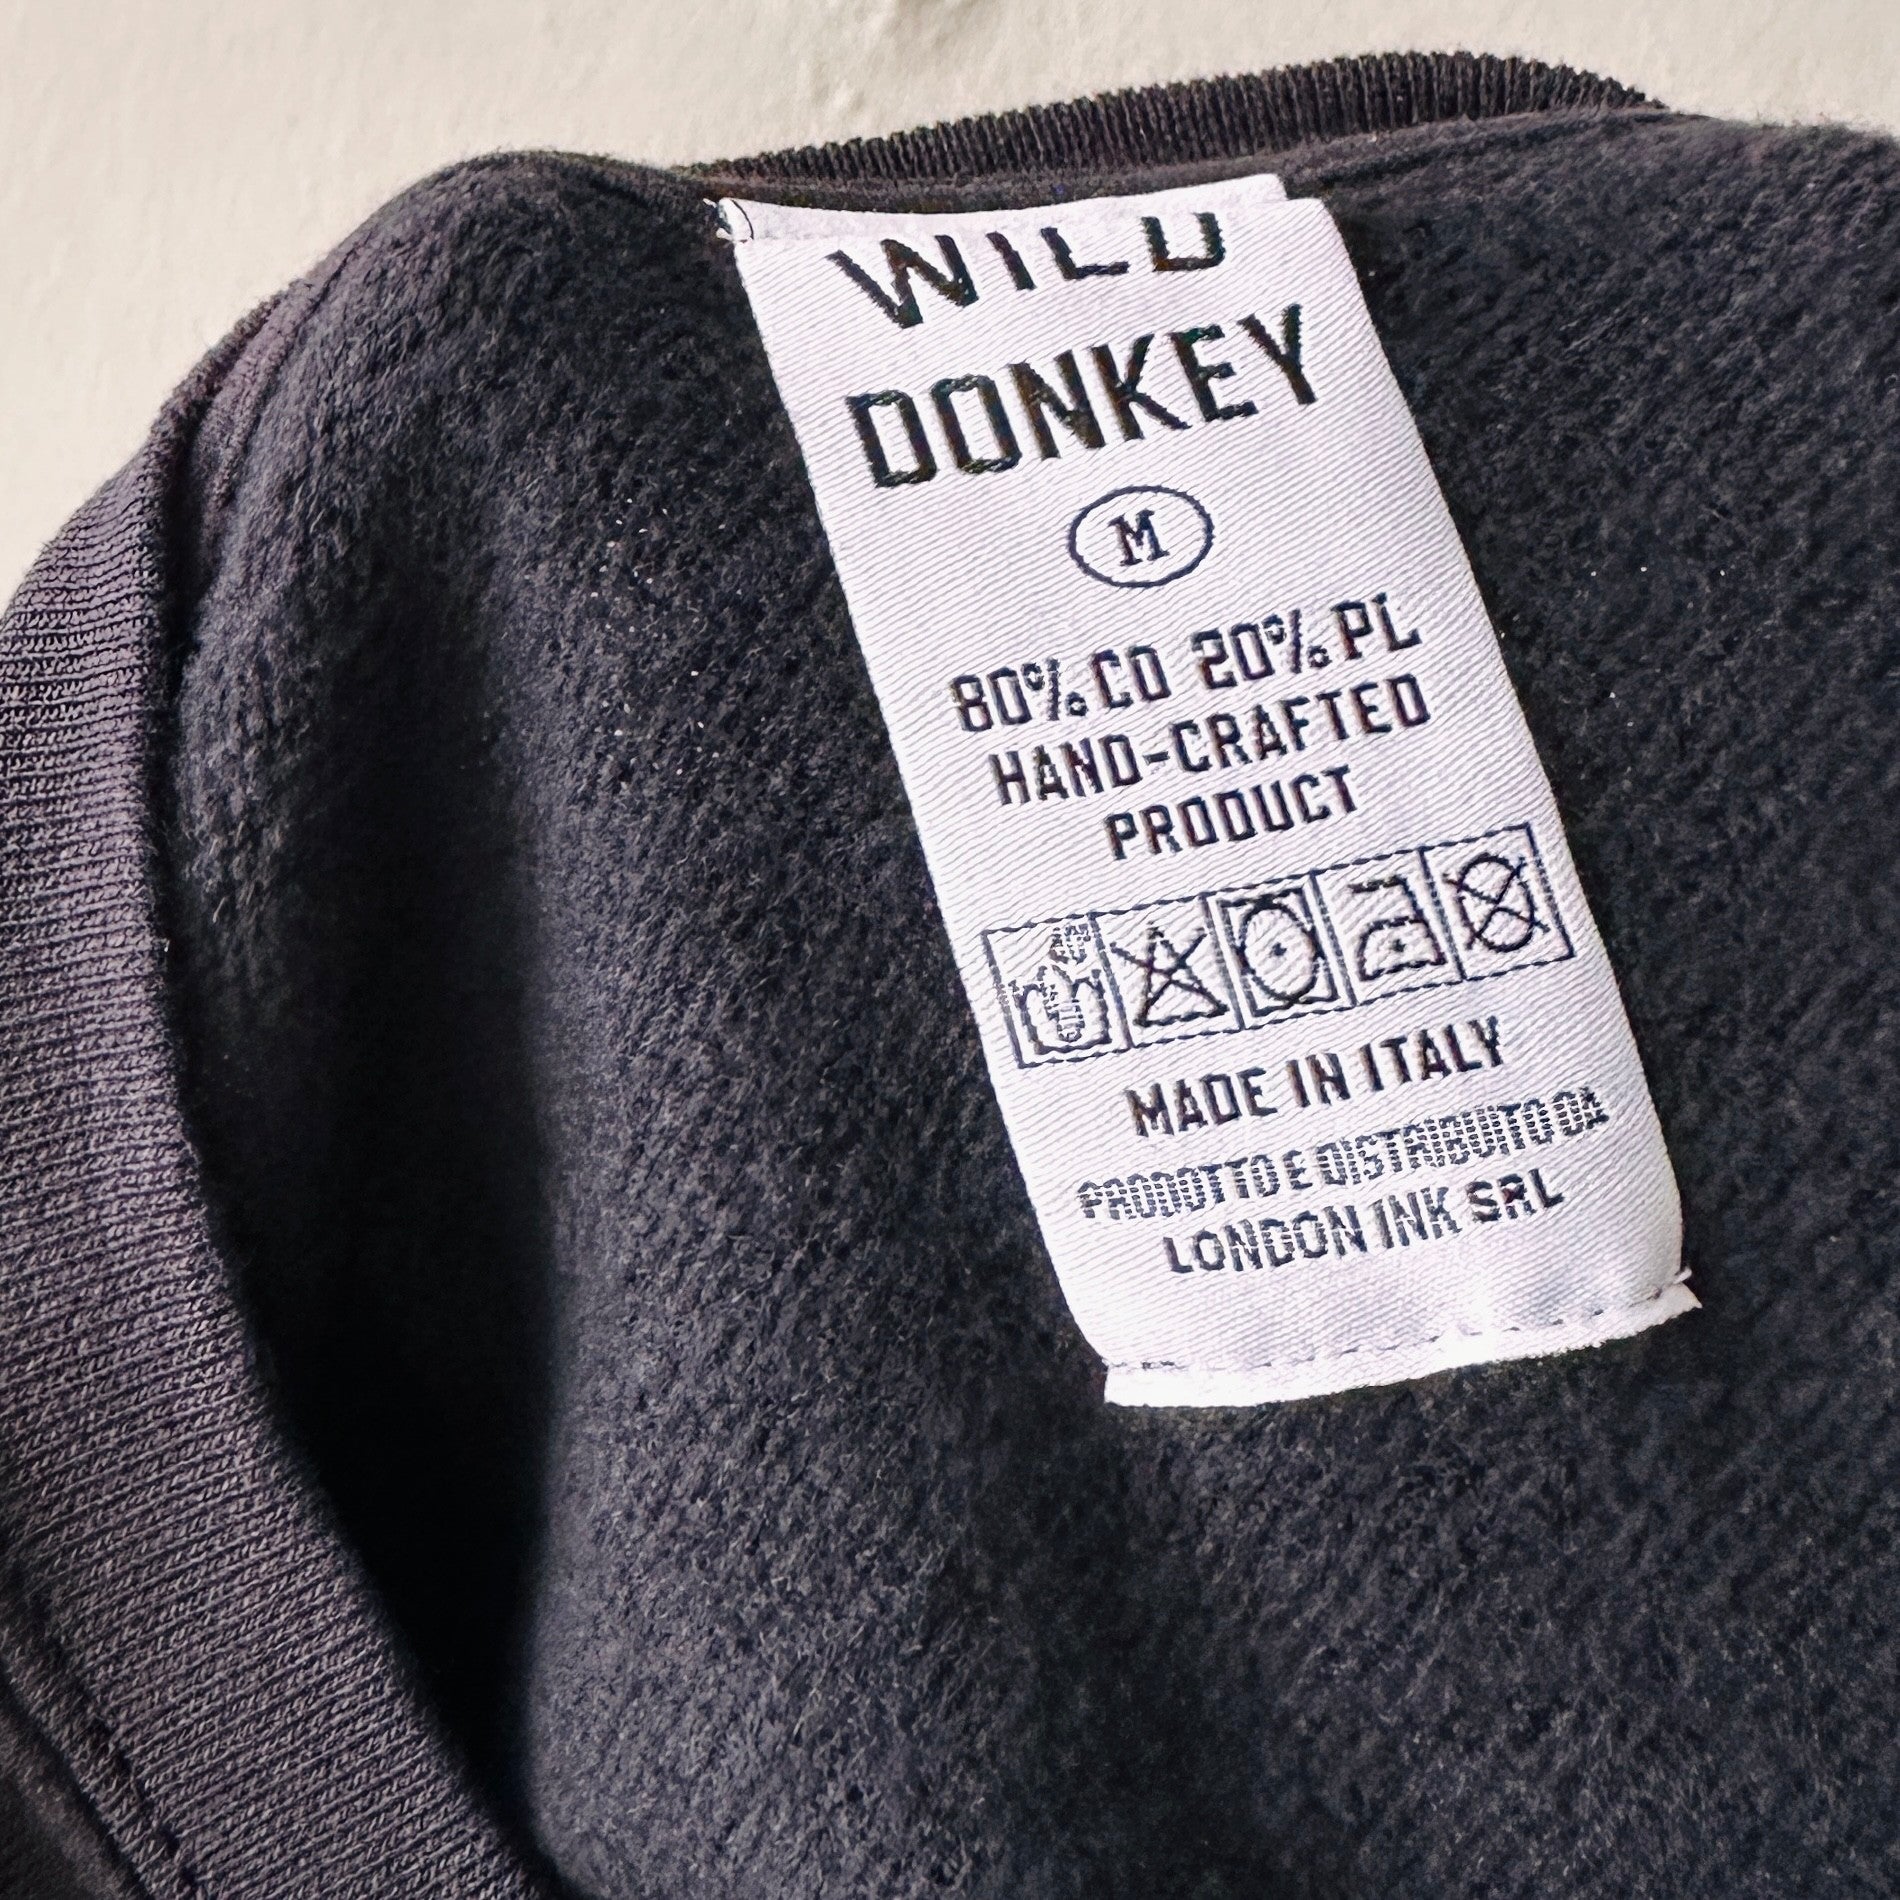 WILD
DONKEY
M
80% CO 20% PL
HAND-CRAFTED
PRODUCT
MADE IN ITALY
PRODOTTO E DISTRIBUITO DA
LONDON INK SRL